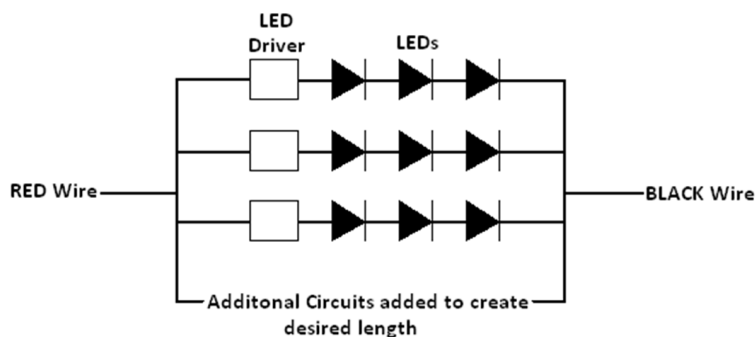 LED
Driver
LEDs
RED Wire
BLACK Wire
Additonal Circuits added to create
desired length